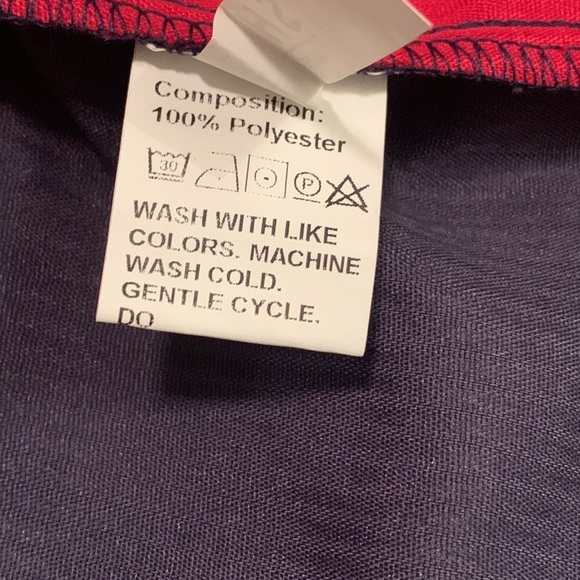 Composition:
100% Polyester
30 P
WASH WITH LIKE
COLORS. MACHINE
WASH COLD.
GENTLE CYCLE.
DO